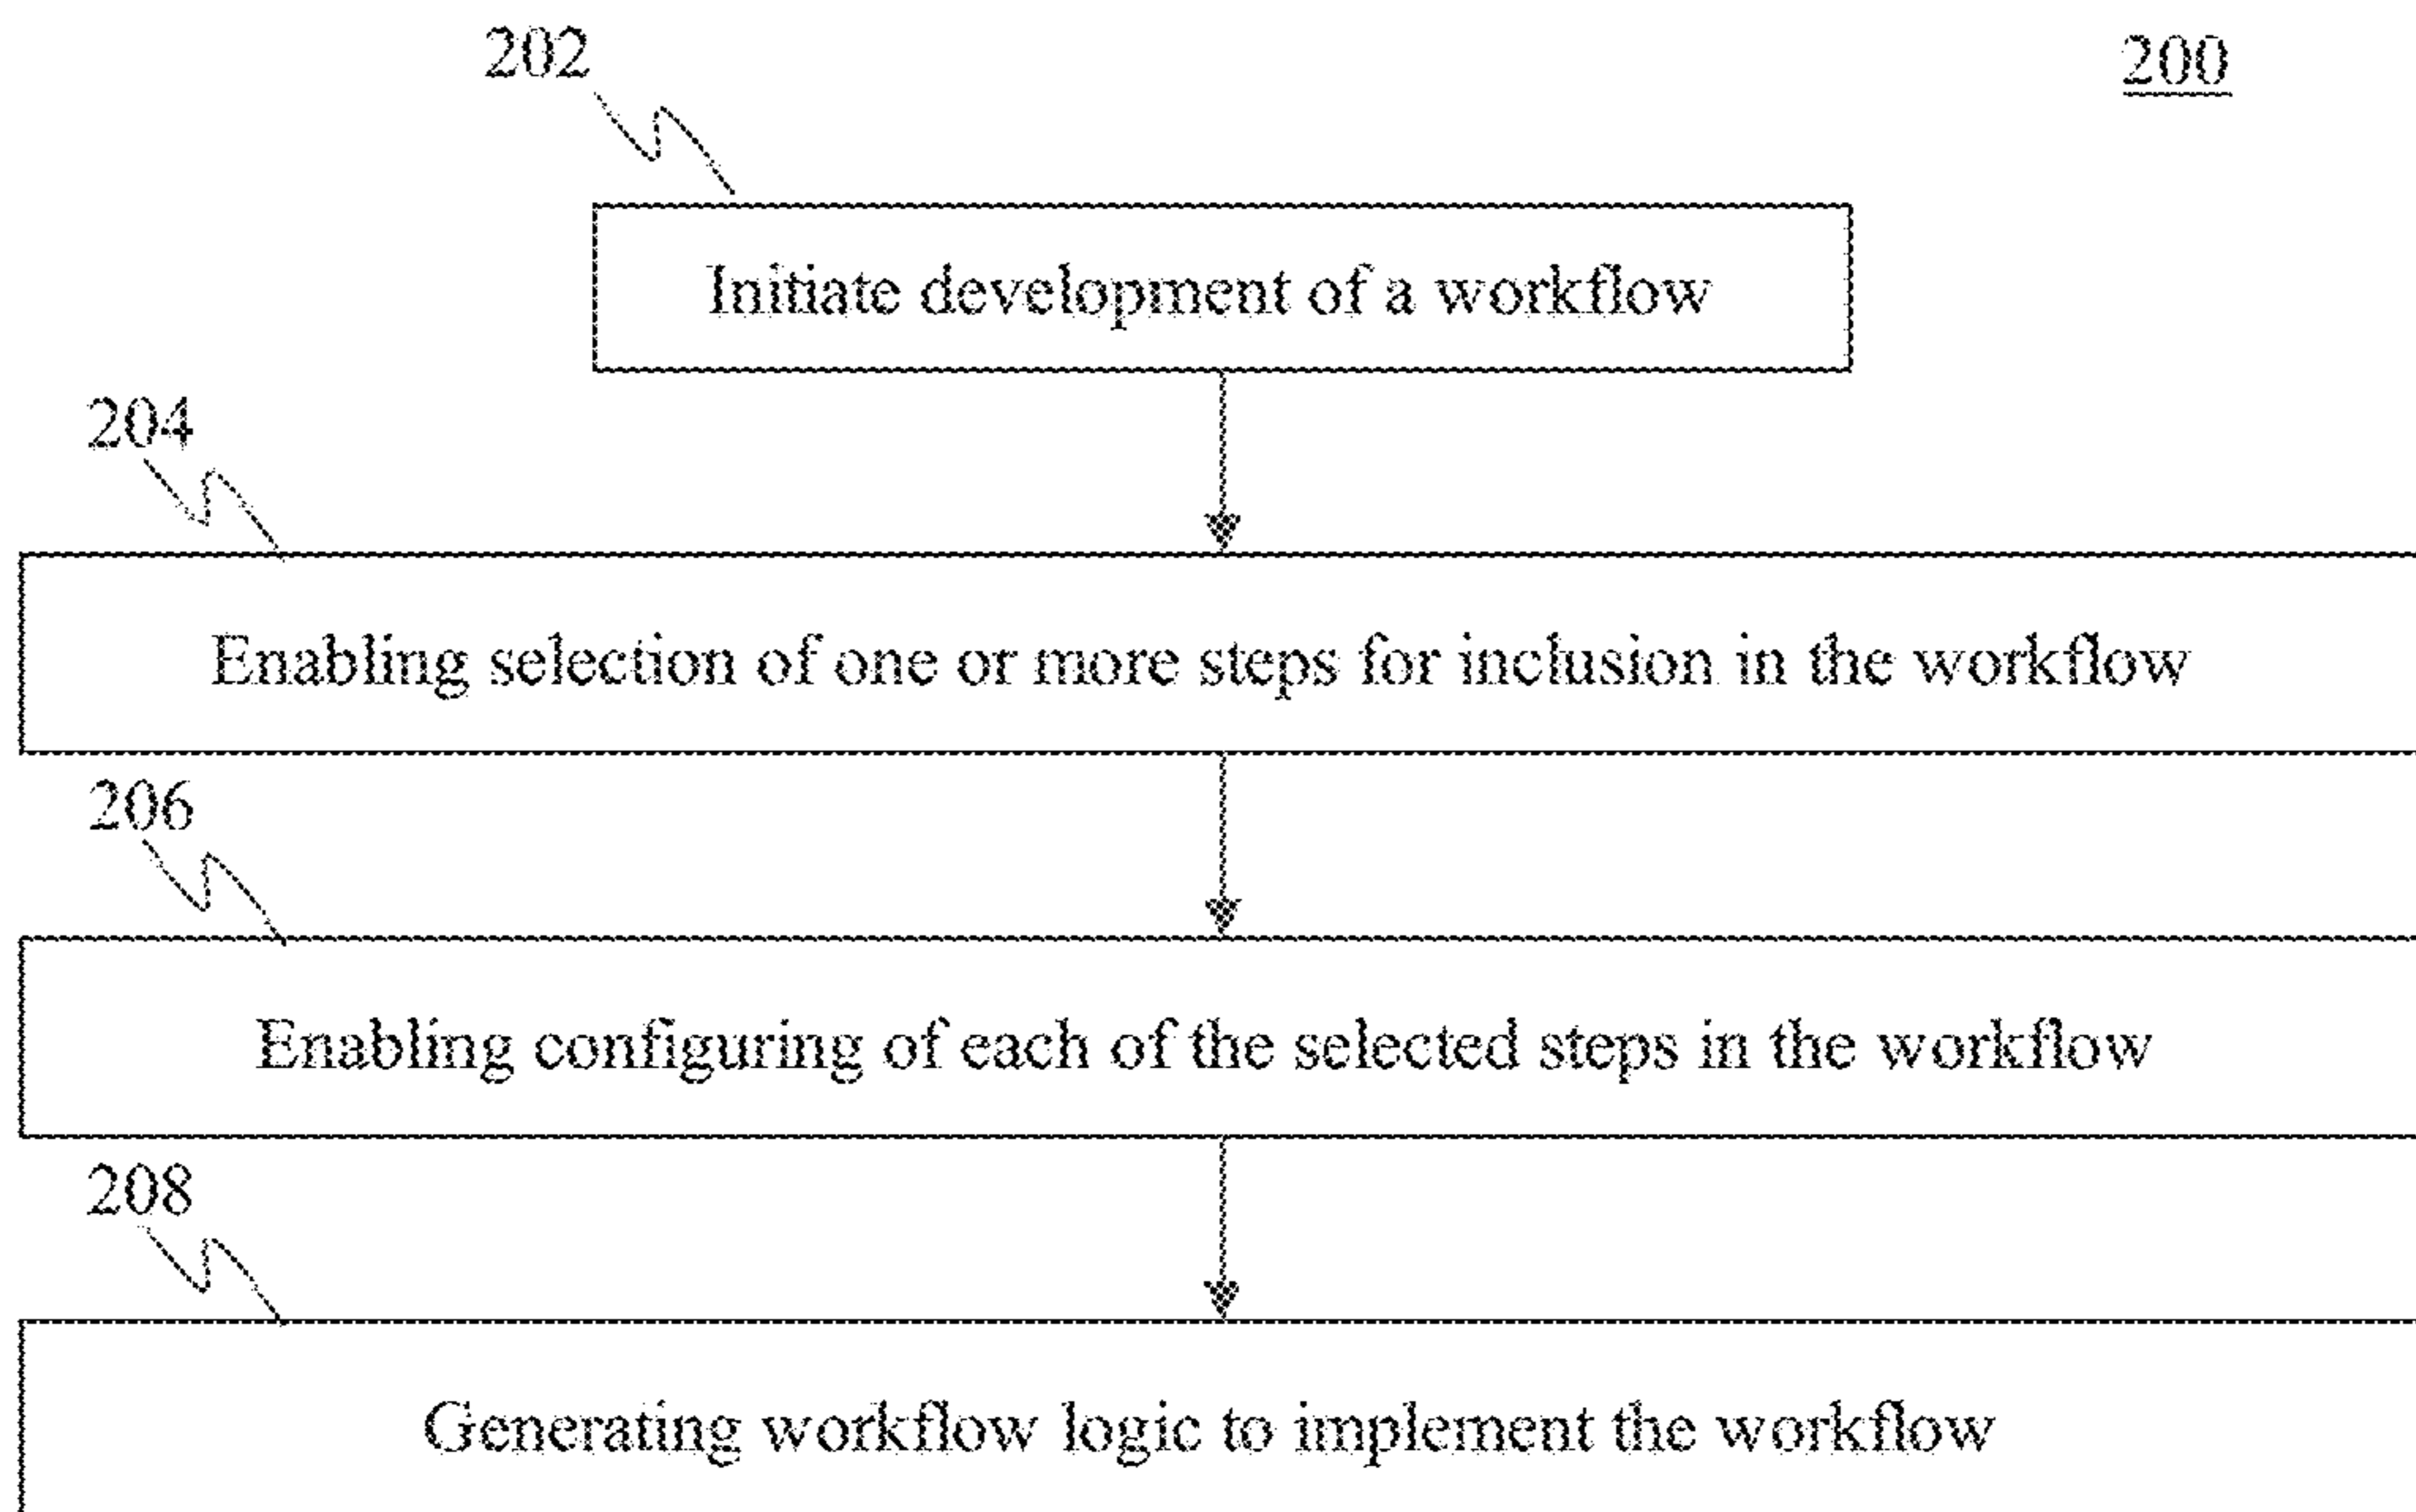 202
200
Initiate development of a workflow
204
Enabling selection of one or more steps for inclusion in the workflow
206
Enabling configuring of each of the selected steps in the workflow
208
Generating workflow logic to implement the workflow